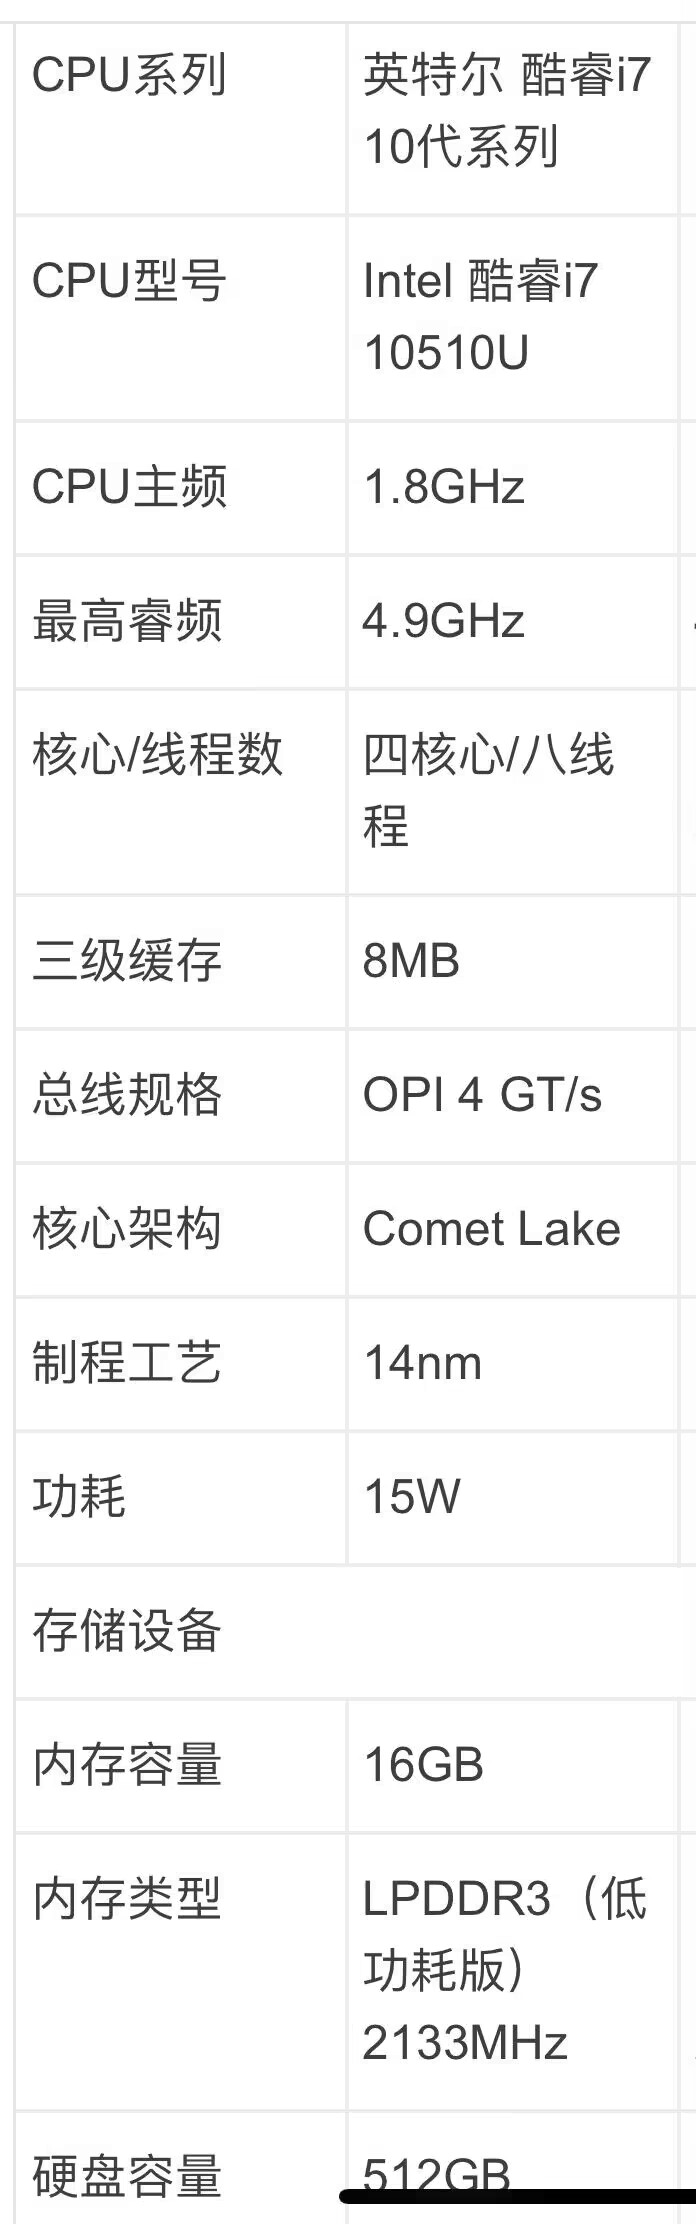 CPU系列
英特尔 酷睿i7
10代系列
CPU型号
Intel 酷睿i7
10510U
CPU主频
1.8GHz
最高睿频
4.9GHz
核心/线程数
四核心/八线
程
三级缓存
8MB
总线规格
OPI 4 GT/s
核心架构
Comet Lake
制程工艺
14nm
功耗
15W
存储设备
内存容量
16GB
内存类型
LPDDR3（低
功耗版）
2133MHz
硬盘容量
512GB